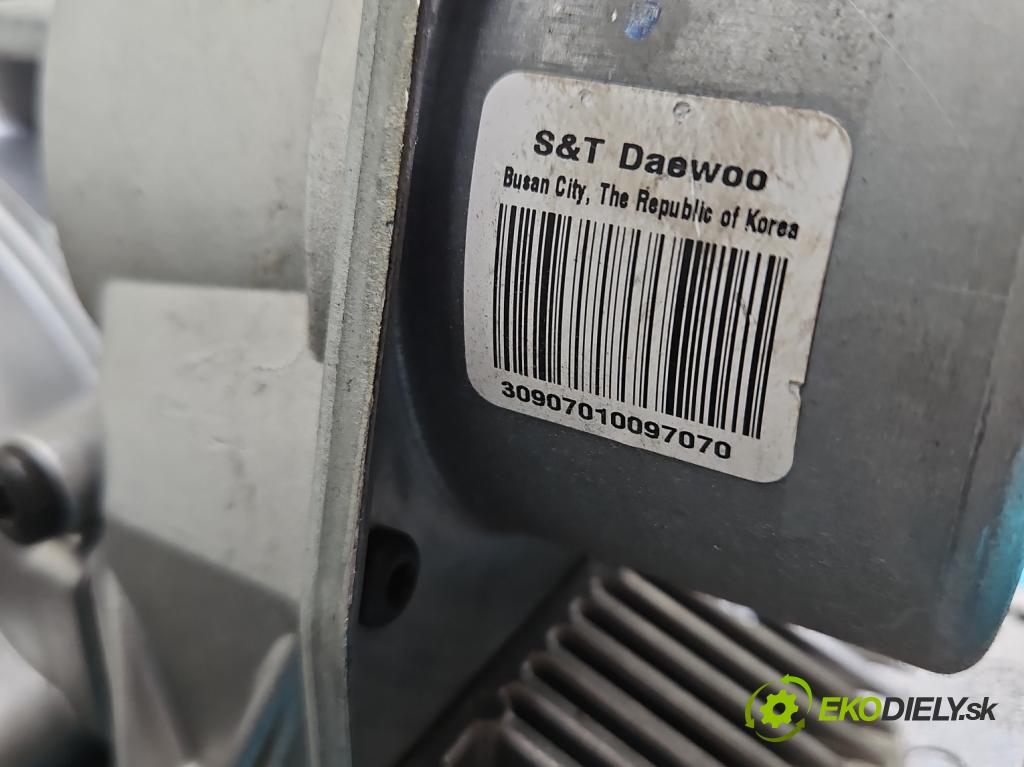 S&T Daewoo
Busan City, The Republic of Korea
30907010097070
EKODIELY.sk